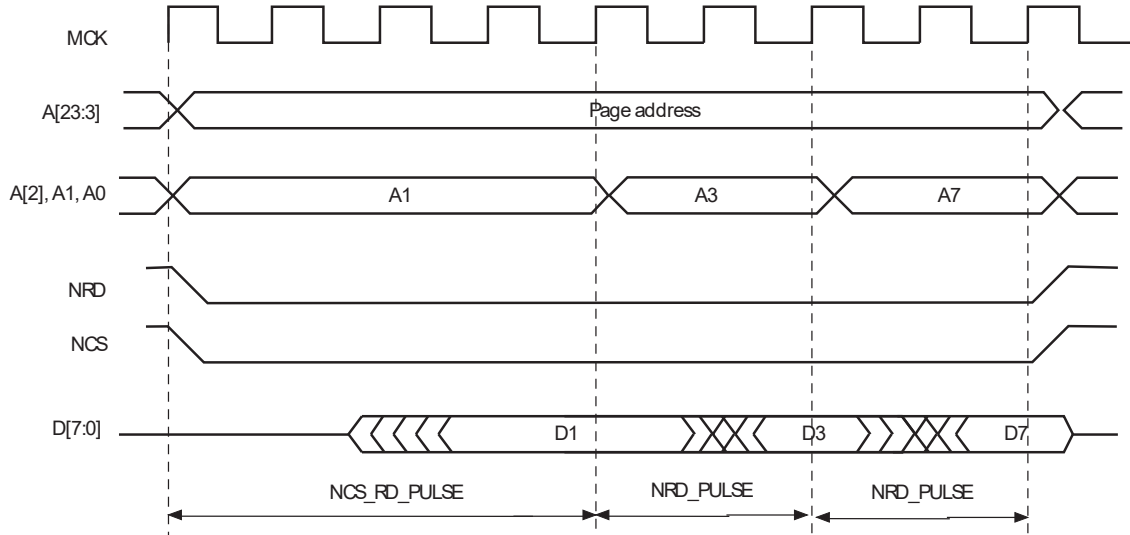 MCK
A[23:3]
Page address
A[2], A1, A0
A1
A3
A7
NRD
NCS
D[7:0]
D1
D3
D7
NCS_RD_PULSE
NRD_PULSE
NRD_PULSE